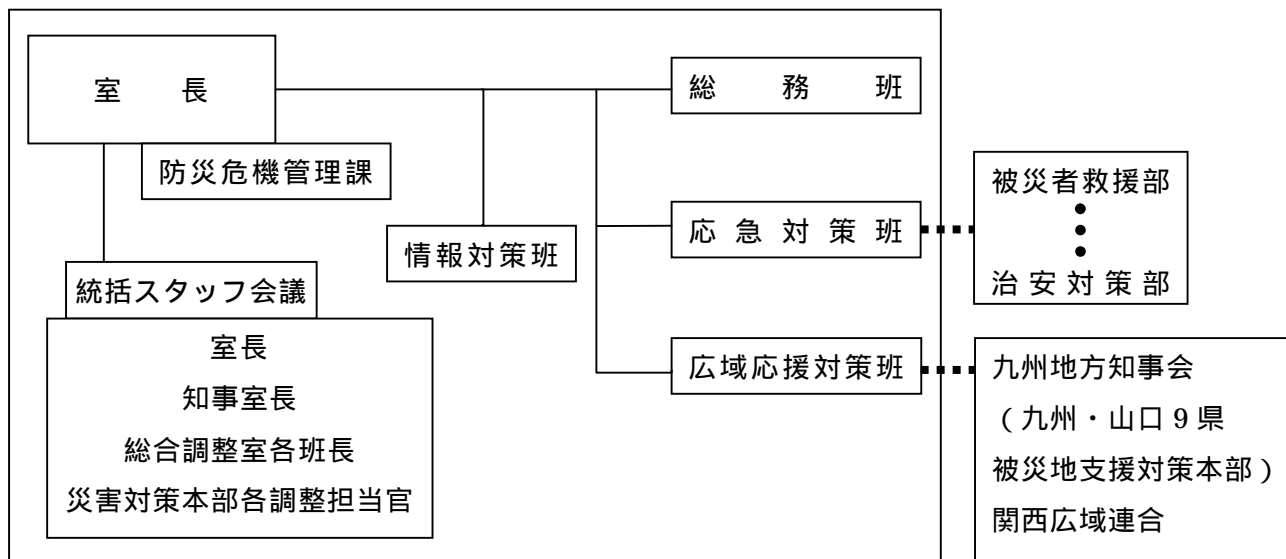 室長
防災危機管理課
統括スタッフ会議
室長
知事室長
総合調整室各班長
災害対策本部各調整担当官
情報対策班
総務班
応急対策班
広域応援対策班
被災者救援部
治安対策部
九州地方知事会
(九州・山口9県
被災地支援対策本部)
関西広域連合